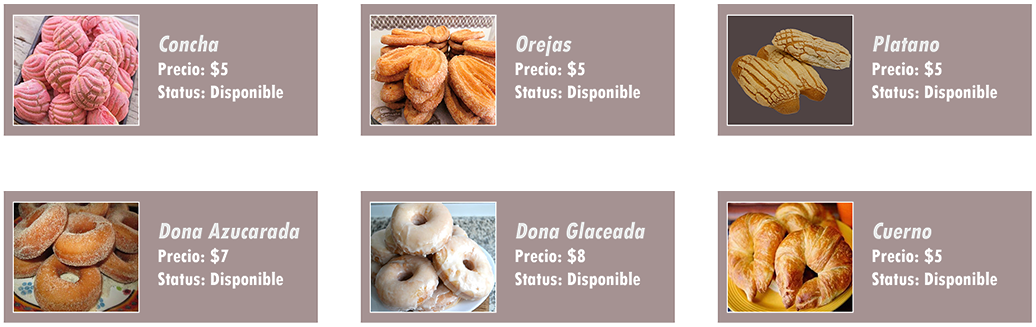 Concha
Precio: $5
Status: Disponible
Orejas
Precio: $5
Status: Disponible
Platano
Precio: $5
Status: Disponible
Dona Azucarada
Precio: $7
Status: Disponible
Dona Glaceada
Precio: $8
Status: Disponible
Cuerno
Precio: $5
Status: Disponible